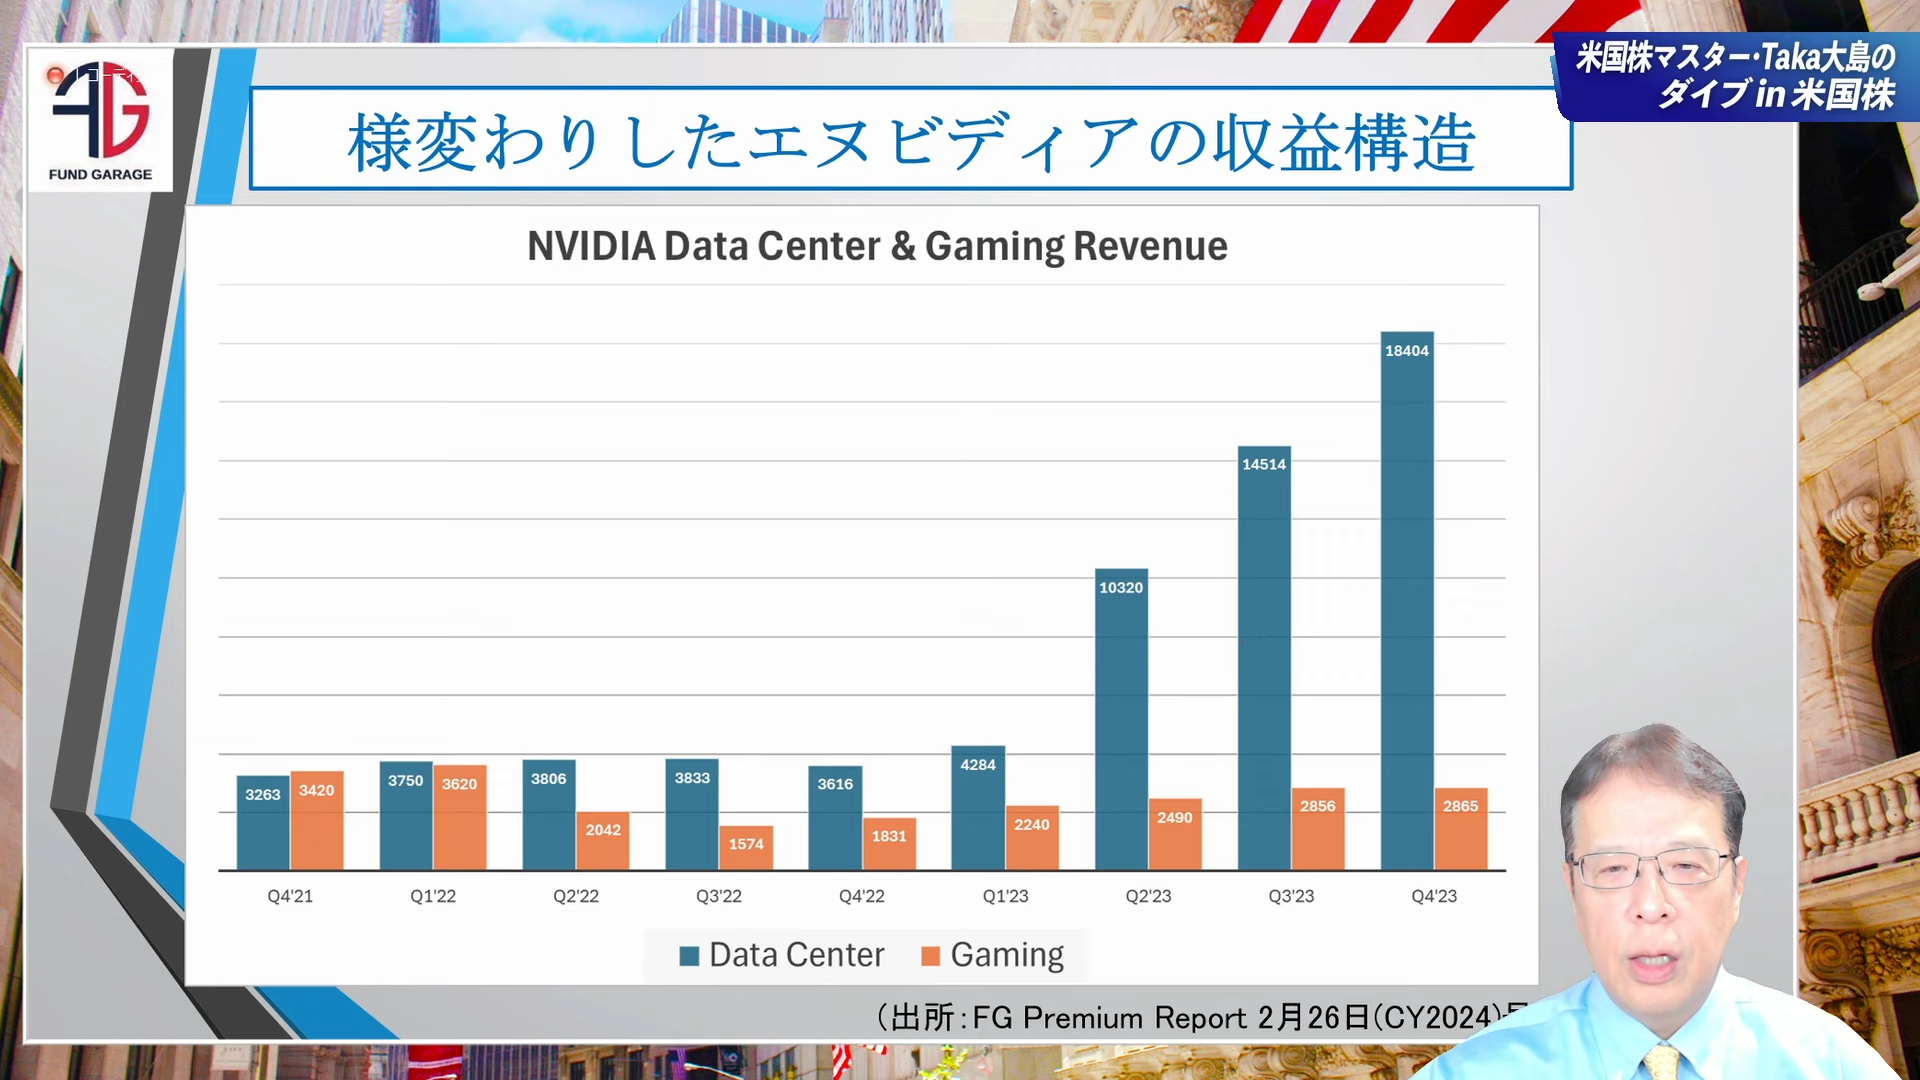 米国株マスター・Taka大島の
ダイブ in 米国株
FUND GARAGE
様変わりしたエヌビディアの収益構造
NVIDIA Data Center & Gaming Revenue
18404
14514
10320
4284
3263 3420 3750 3620 3806 2042 3833 1574 3616 1831 2240 2490 2856 2865
Q4'21 Q1'22 Q2'22 Q3'22 Q4'22 Q1'23 Q2'23 Q3'23 Q4'23
Data Center Gaming
(出所:FG Premium Report 2月26日(CY2024)